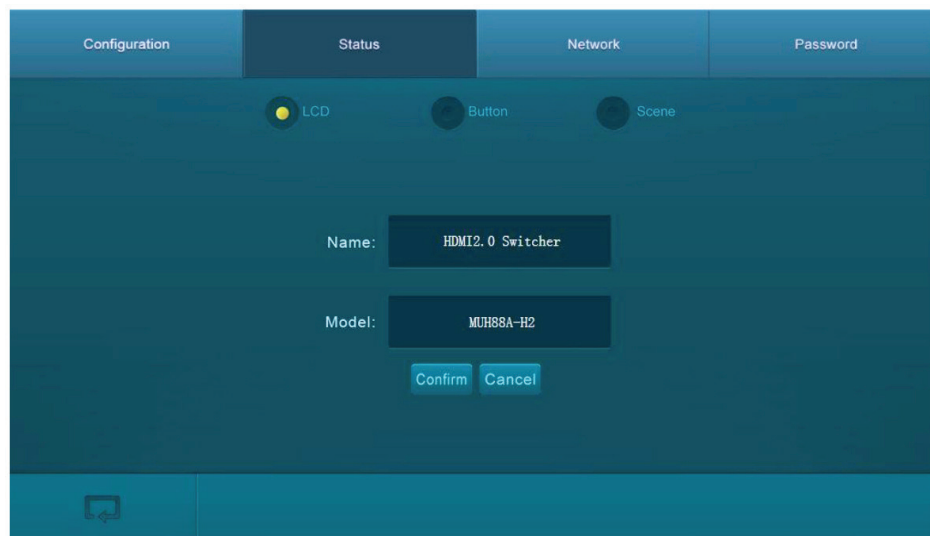 Configuration Status Network Password
LCD Button Scene
Name: HDMI2.0 Switcher
Model: MUH88A-H2
Confirm Cancel